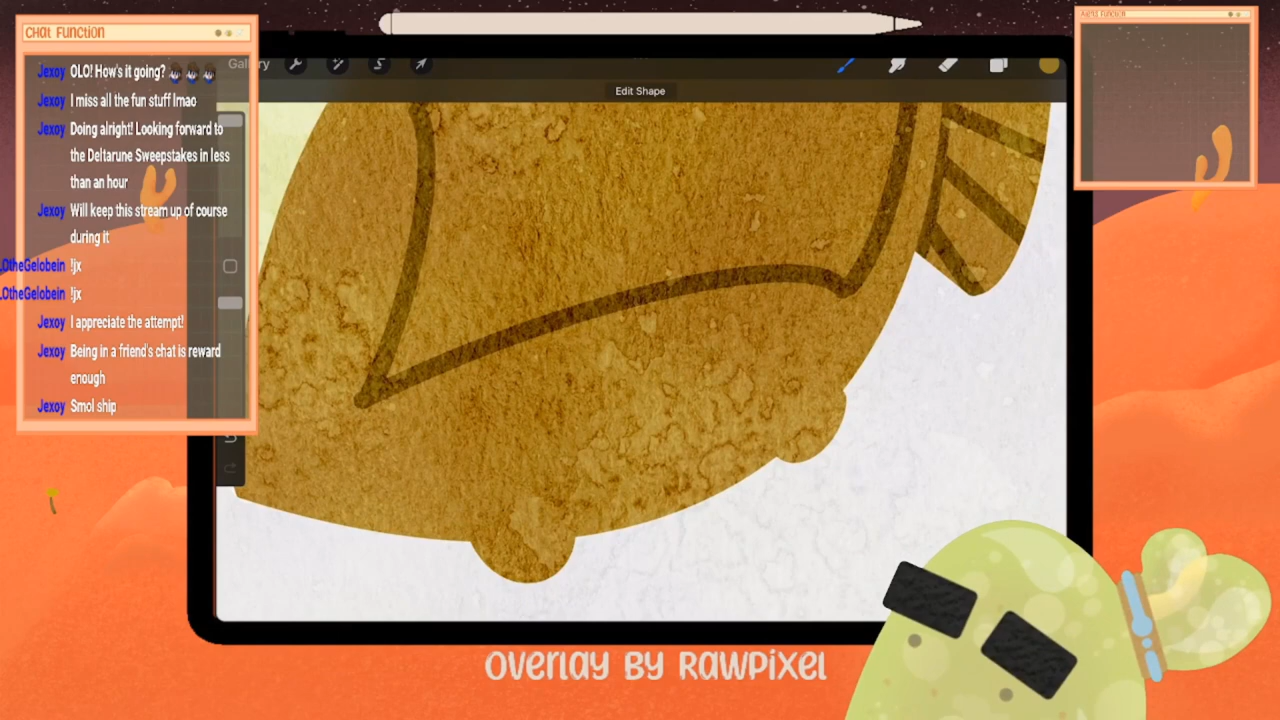 CHAT FUNCTION
Jexoy OLO! How's it going?
Jexoy I miss all the fun stuff lmao
Jexoy Doing alright! Looking forward to
the Deltarune Sweepstakes in less
than an hour
Jexoy Will keep this stream up of course
during it
OtheGelobein !jx
OtheGelobein !jx
Jexoy I appreciate the attempt!
Jexoy Being in a friend's chat is reward
enough
Jexoy Smol ship
Gallery
Edit Shape
Function
OVERLAY BY RAWPIXEL